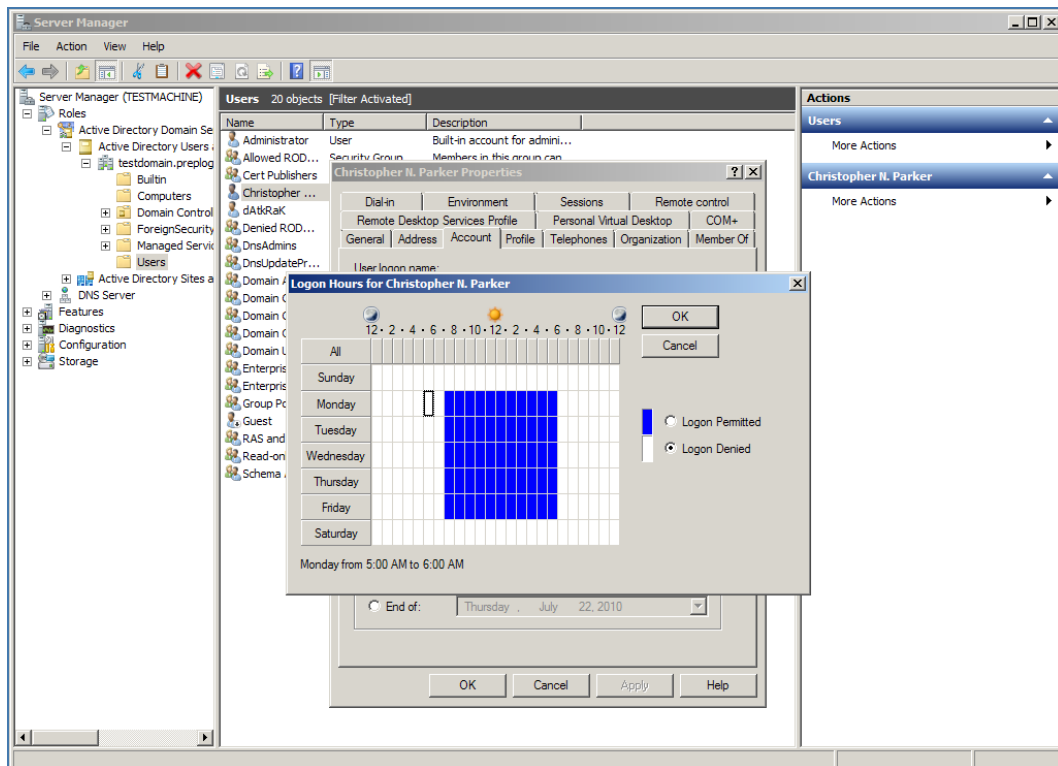 Server Manager
File Action View Help
Server Manager (TESTMACHINE)
Roles
Active Directory Domain Se
Active Directory Users
testdomain.preplog
Builtin
Computers
Domain Control
ForeignSecurity
Managed Servic
Users
Active Directory Sites a
DNS Server
Features
Diagnostics
Configuration
Storage
Users 20 objects [Filter Activated]
Name Type Description
Administrator User Built-in account for admini...
Allowed ROD... Security Group Members in this group can
Cert Publishers
Christopher ...
dAtkRaK
Denied ROD...
DnsAdmins
DnsUpdatePr...
Domain A
Domain C
Domain C
Domain C
Domain U
Enterpris
Enterpris
Group Po
Guest
RAS and
Read-on
Schema
Christopher N. Parker Properties
Dial-in Environment Sessions Remote control
Remote Desktop Services Profile Personal Virtual Desktop COM+
General Address Account Profile Telephones Organization Member Of
User logon name:
Logon Hours for Christopher N. Parker
12 · 2 · 4 · 6 · 8 · 10 · 12 · 2 · 4 · 6 · 8 · 10 · 12
All
Sunday
Monday
Tuesday
Wednesday
Thursday
Friday
Saturday
OK
Cancel
Logon Permitted
Logon Denied
Monday from 5:00 AM to 6:00 AM
End of: Thursday , July 22, 2010
OK Cancel Apply Help
Actions
Users
More Actions
Christopher N. Parker
More Actions